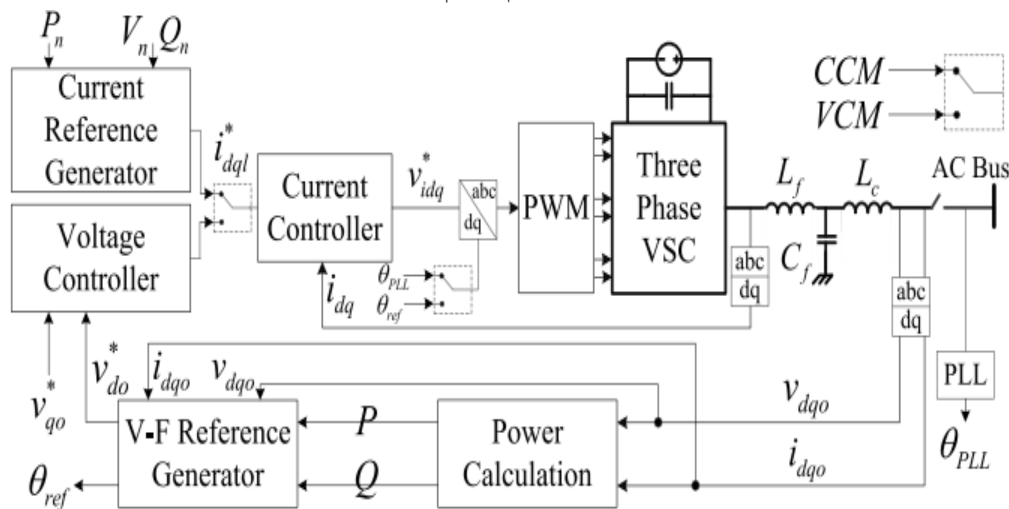 P_n
V_n Q_n
Current
Reference
Generator
Voltage
Controller
i*_dql
Current
Controller
v*_idq
abc
dq
PWM
Three
Phase
VSC
CCM
VCM
L_f
L_c
AC Bus
C_f
abc
dq
abc
dq
θ_PLL
θ_ref
i_dq
PLL
θ_PLL
v*_qo
v*_do
i*_dqo
v_dqo
V-F Reference
Generator
P
Q
Power
Calculation
v_dqo
i_dqo
θ_ref